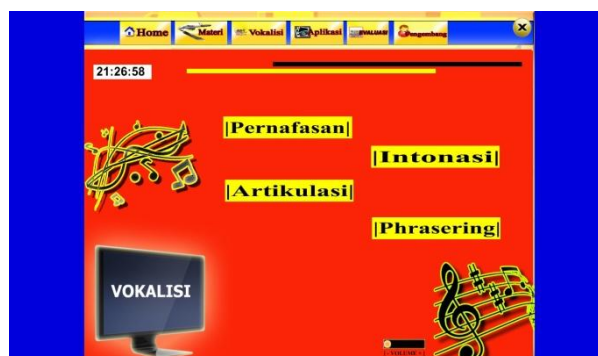 Home Materi Vokalisi Aplikasi EVALUASI Pengembang
21:26:58
|Pernafasan|
|Intonasi|
|Artikulasi|
|Phrasering|
VOKALISI